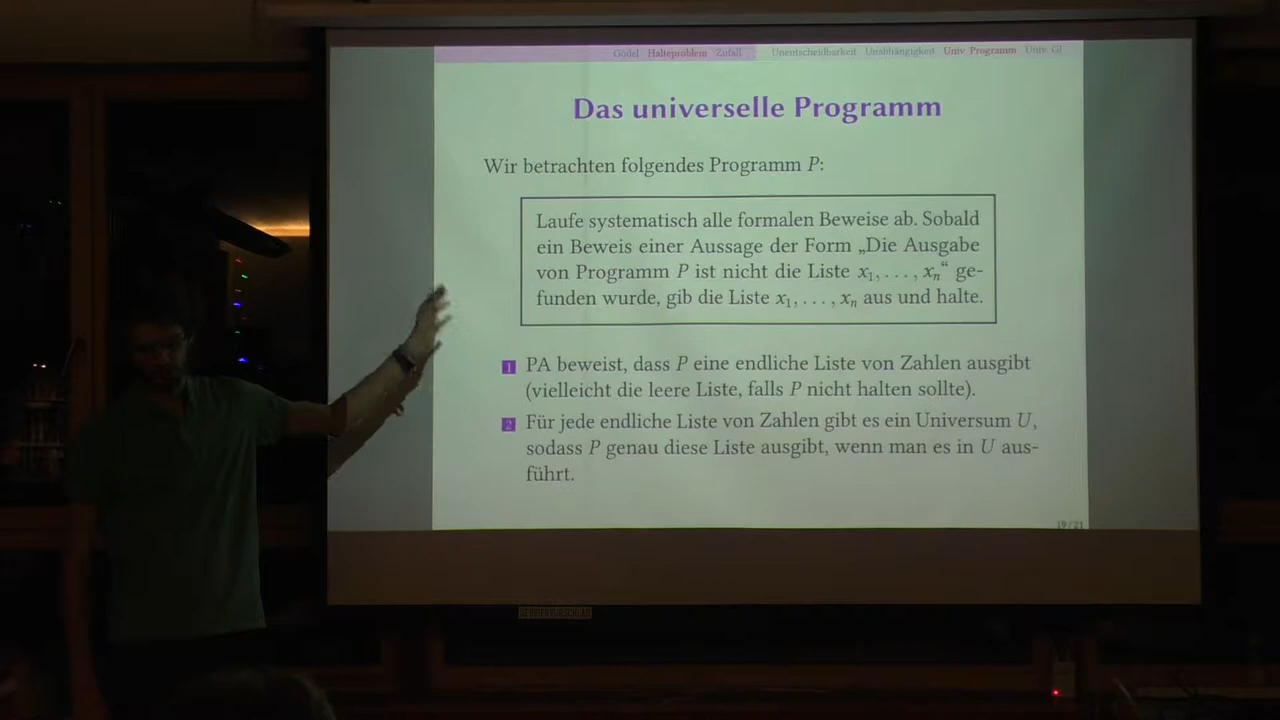 Gödel Halteproblem Zufall Unentscheidbarkeit Unabhängigkeit Univ. Programm Univ. Gl
Das universelle Programm
Wir betrachten folgendes Programm P:
Laufe systematisch alle formalen Beweise ab. Sobald
ein Beweis einer Aussage der Form „Die Ausgabe
von Programm P ist nicht die Liste x₁, . . . , xₙ“ ge-
funden wurde, gib die Liste x₁, . . . , xₙ aus und halte.
1 PA beweist, dass P eine endliche Liste von Zahlen ausgibt
(vielleicht die leere Liste, falls P nicht halten sollte).
2 Für jede endliche Liste von Zahlen gibt es ein Universum U,
sodass P genau diese Liste ausgibt, wenn man es in U aus-
führt.
19 / 21